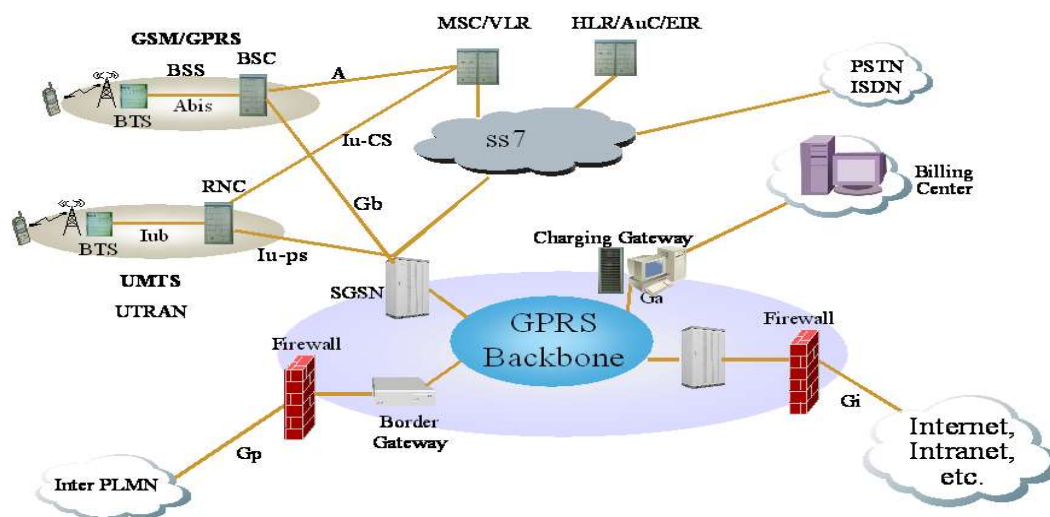 MSC/VLR
HLR/AuC/EIR
GSM/GPRS
BSC
BSS
A
PSTN
ISDN
Abis
BTS
ss7
Iu-CS
Billing
Center
RNC
Gb
Charging Gateway
Iub
BTS
Iu-ps
UMTS
SGSN
Ga
UTRAN
GPRS
Backbone
Firewall
Firewall
Border
Gateway
Gi
Gp
Internet,
Intranet,
etc.
Inter PLMN